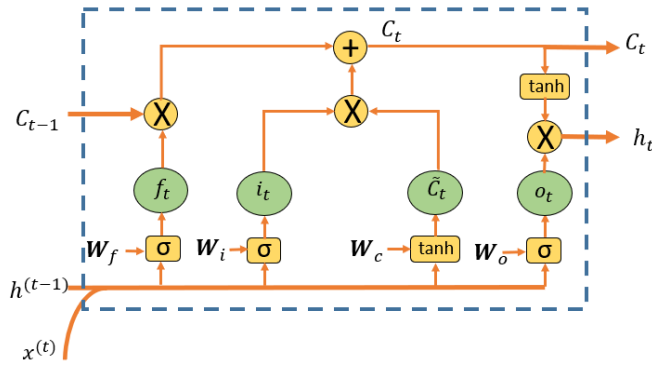 C_t C_t
+
tanh
C_{t-1} X X X h_t
f_t i_t C̃_t o_t
W_f σ W_i σ W_c tanh W_o σ
h^{(t-1)}
x^{(t)}